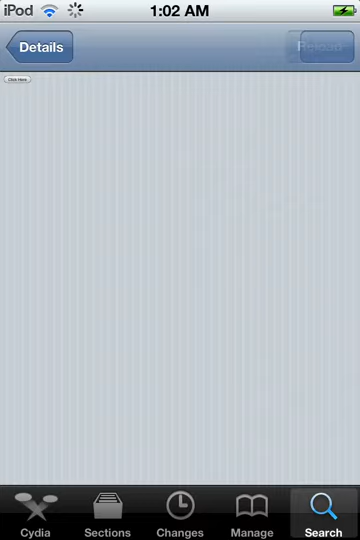 iPod 1:02 AM
Details Reload
Click Here
Cydia Sections Changes Manage Search